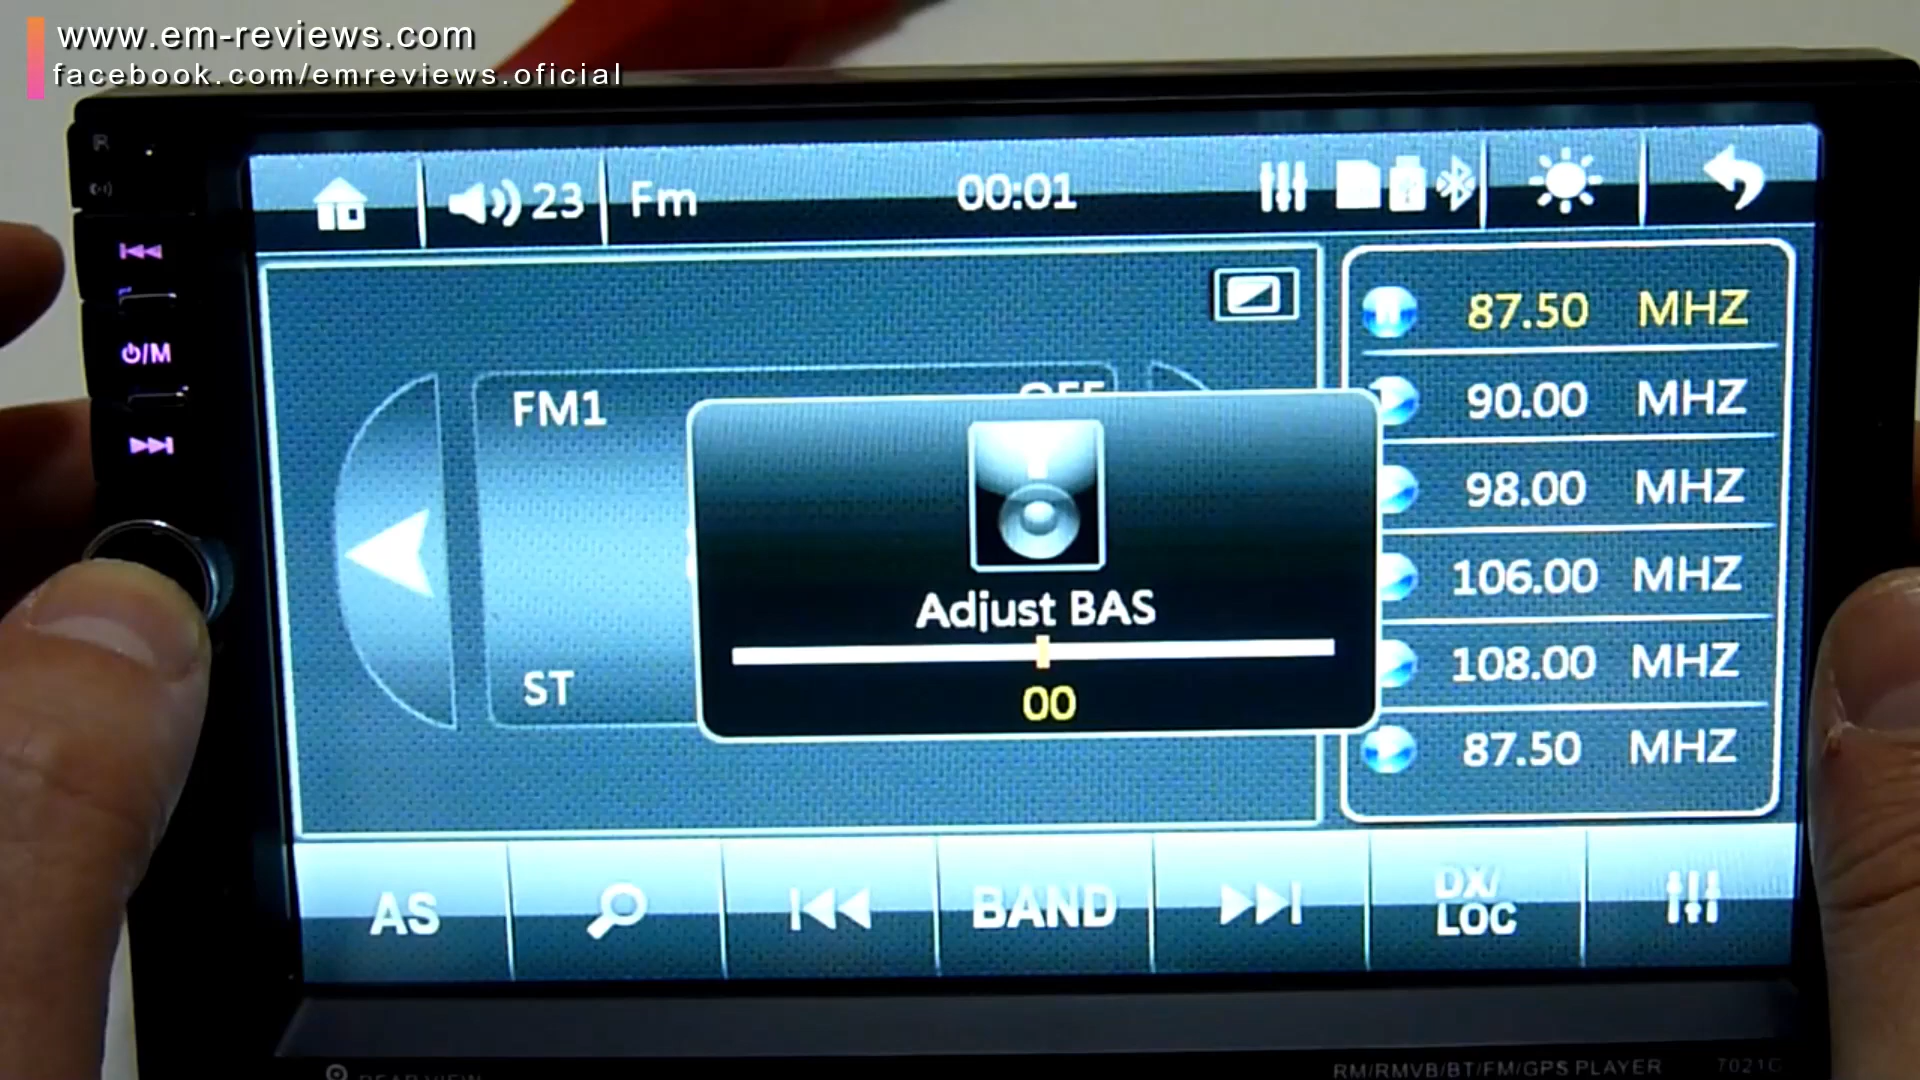 www.em-reviews.com
facebook.com/emreviews.oficial
R
23
Fm
00:01
87.50 MHZ
⏻/M
90.00 MHZ
FM1
98.00 MHZ
106.00 MHZ
Adjust BAS
108.00 MHZ
ST
00
87.50 MHZ
AS
BAND
DX/
LOC
REAR VIEW
RM/RMVB/BT/FM/GPS PLAYER